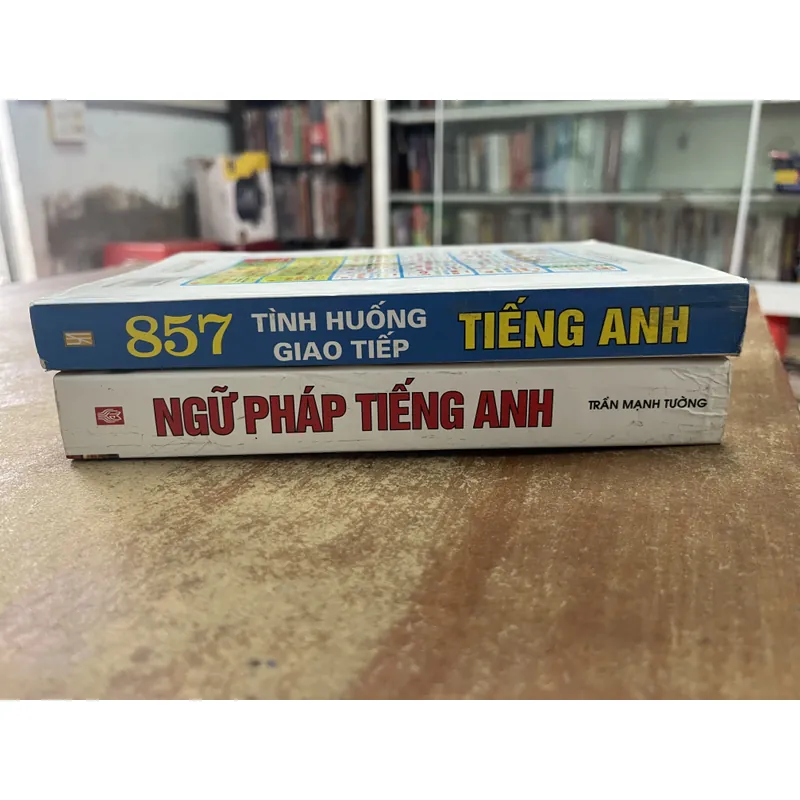 857 TÌNH HUỐNG GIAO TIẾP TIẾNG ANH
NGỮ PHÁP TIẾNG ANH TRẦN MẠNH TƯỜNG